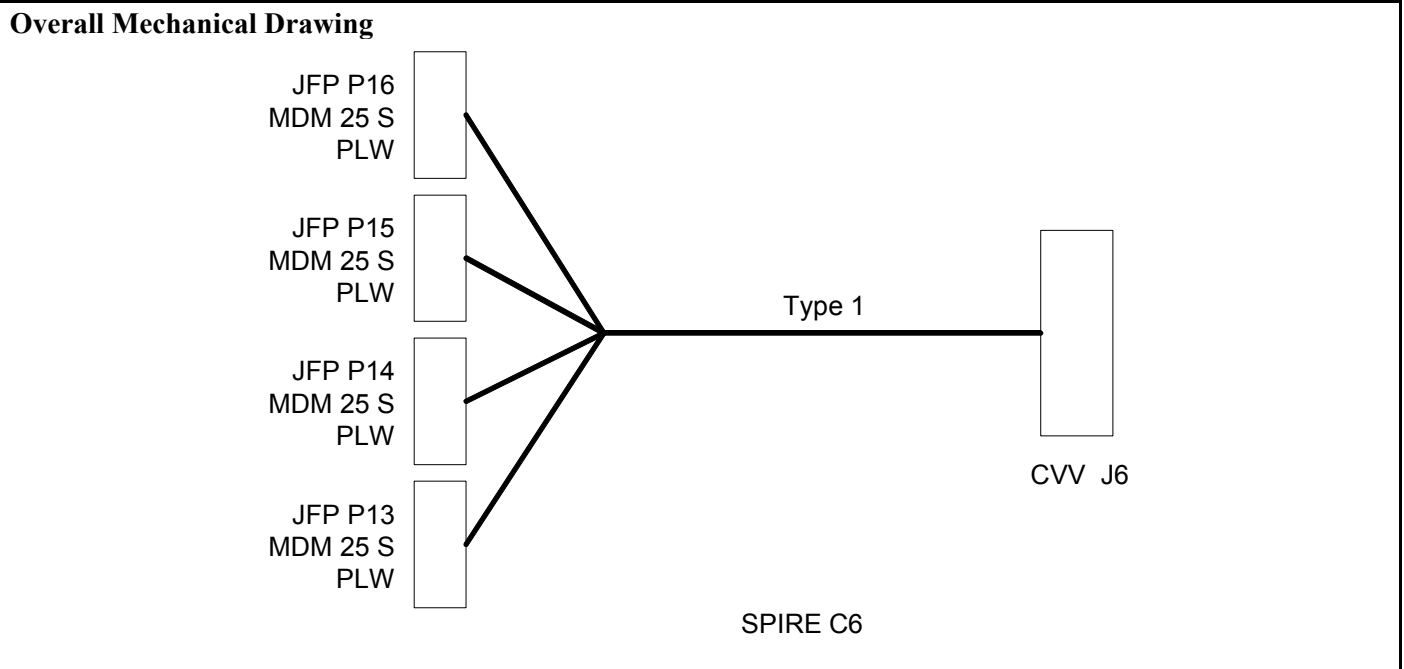 Overall Mechanical Drawing
JFP P16
MDM 25 S
PLW
JFP P15
MDM 25 S
PLW
JFP P14
MDM 25 S
PLW
JFP P13
MDM 25 S
PLW
Type 1
CVV J6
SPIRE C6